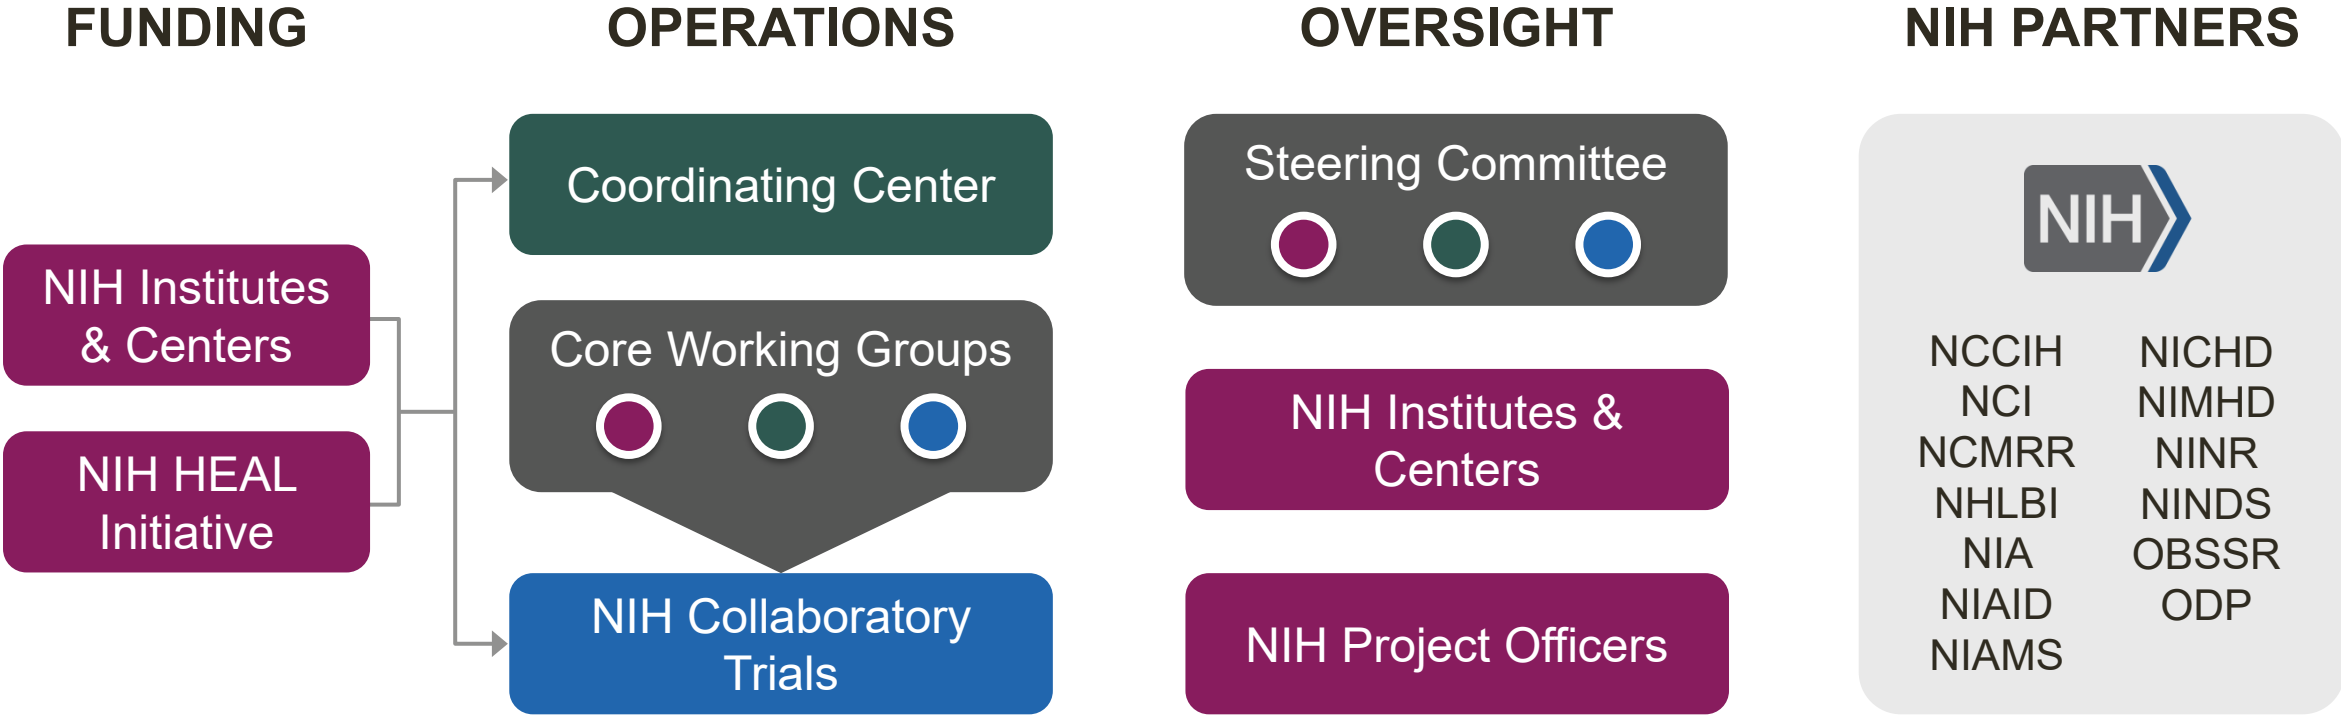 FUNDING
OPERATIONS
OVERSIGHT
NIH PARTNERS
NIH Institutes
& Centers
NIH HEAL
Initiative
Coordinating Center
Core Working Groups
NIH Collaboratory
Trials
Steering Committee
NIH Institutes &
Centers
NIH Project Officers
NIH
NCCIH
NCI
NCMRR
NHLBI
NIA
NIAID
NIAMS
NICHD
NIMHD
NINR
NINDS
OBSSR
ODP